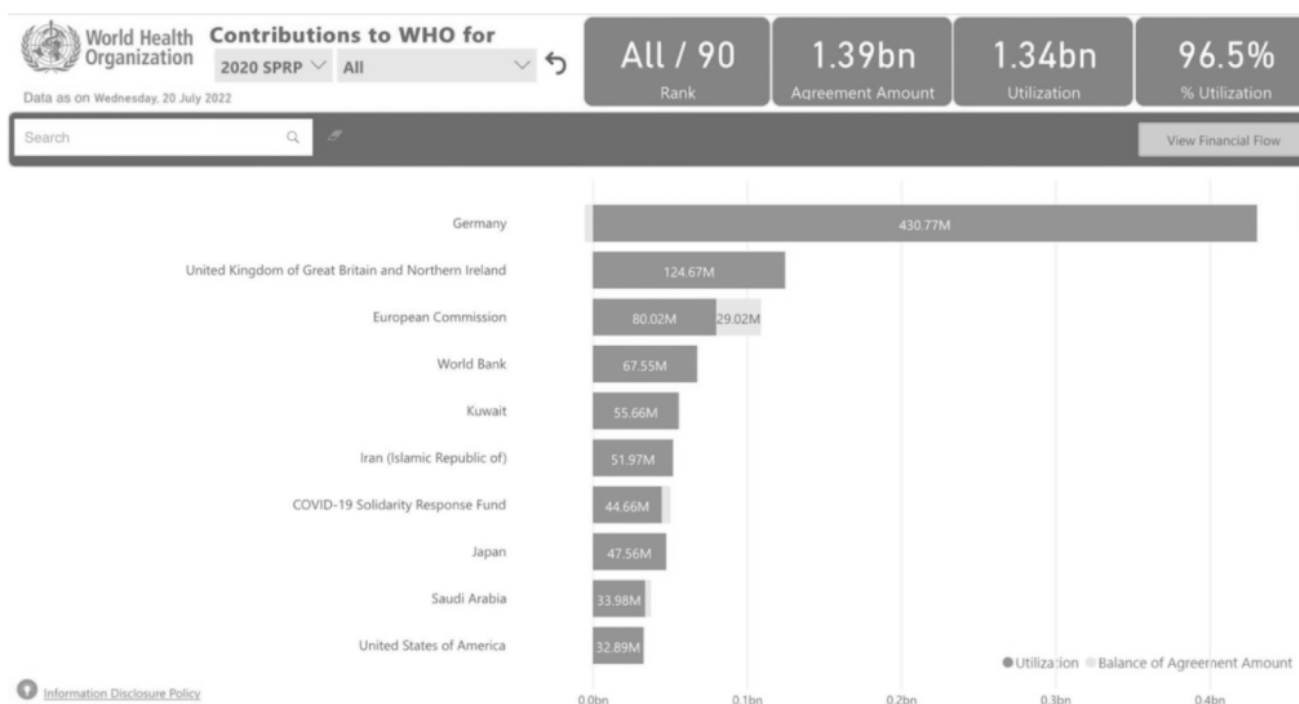 World Health
Organization
Contributions to WHO for
2020 SPRP
All
Data as on Wednesday, 20 July 2022
All / 90
Rank
1.39bn
Agreement Amount
1.34bn
Utilization
96.5%
% Utilization
Search
View Financial Flow
Germany 430.77M
United Kingdom of Great Britain and Northern Ireland 124.67M
European Commission 80.02M 29.02M
World Bank 67.55M
Kuwait 55.66M
Iran (Islamic Republic of) 51.97M
COVID-19 Solidarity Response Fund 44.66M
Japan 47.56M
Saudi Arabia 33.98M
United States of America 32.89M
Utilization Balance of Agreement Amount
Information Disclosure Policy
0.0bn 0.1bn 0.2bn 0.3bn 0.4bn